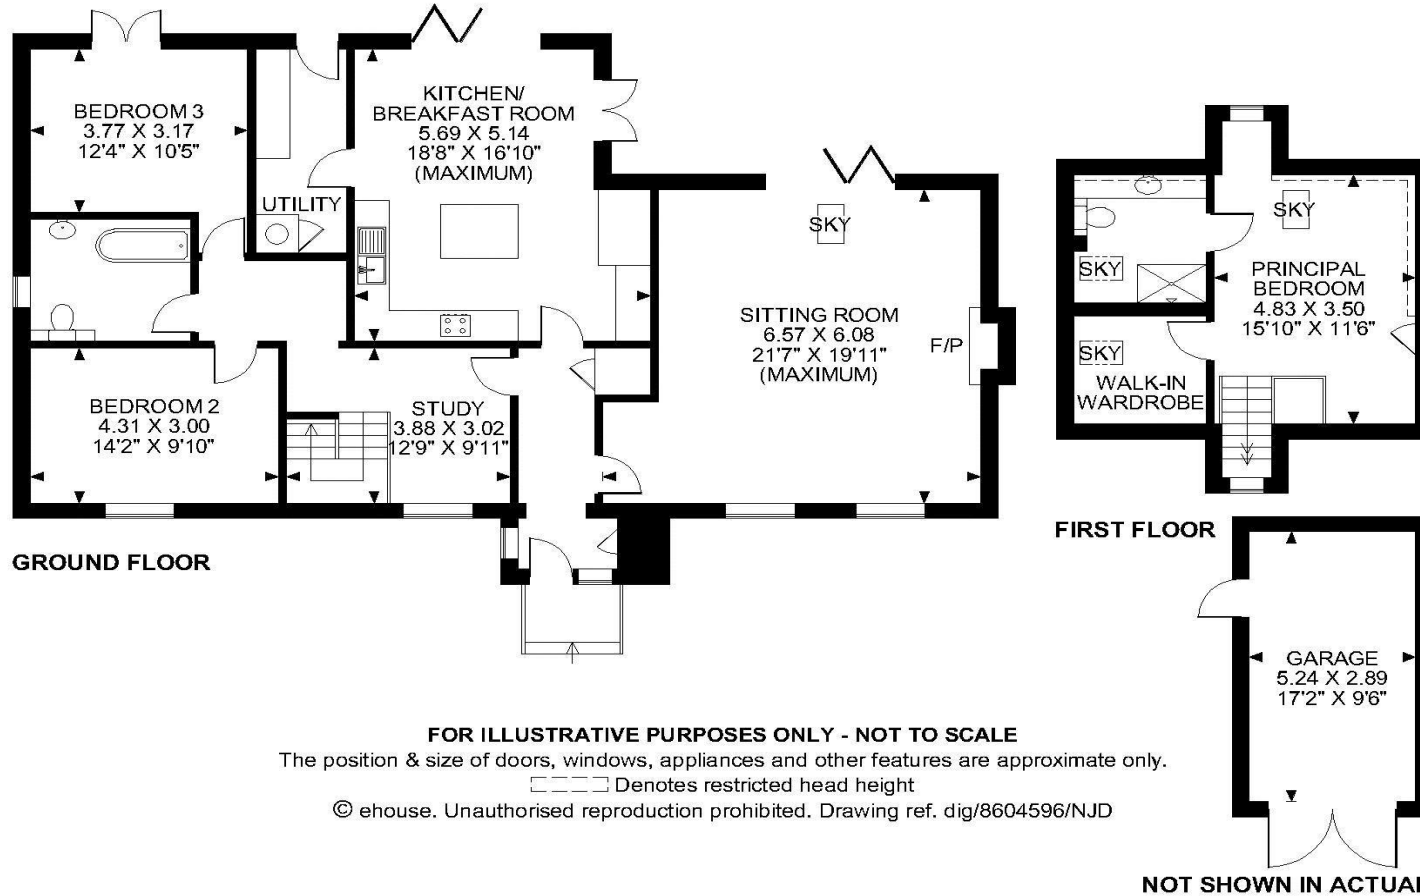 BEDROOM 3
3.77 X 3.17
12'4" X 10'5"
KITCHEN/
BREAKFAST ROOM
5.69 X 5.14
18'8" X 16'10"
(MAXIMUM)
UTILITY
SKY
SITTING ROOM
6.57 X 6.08
21'7" X 19'11"
(MAXIMUM)
F/P
BEDROOM 2
4.31 X 3.00
14'2" X 9'10"
STUDY
3.88 X 3.02
12'9" X 9'11"
GROUND FLOOR
SKY
SKY
PRINCIPAL
BEDROOM
4.83 X 3.50
15'10" X 11'6"
SKY
WALK-IN
WARDROBE
FIRST FLOOR
GARAGE
5.24 X 2.89
17'2" X 9'6"
FOR ILLUSTRATIVE PURPOSES ONLY - NOT TO SCALE
The position & size of doors, windows, appliances and other features are approximate only.
Denotes restricted head height
© ehouse. Unauthorised reproduction prohibited. Drawing ref. dig/8604596/NJD
NOT SHOWN IN ACTUAL